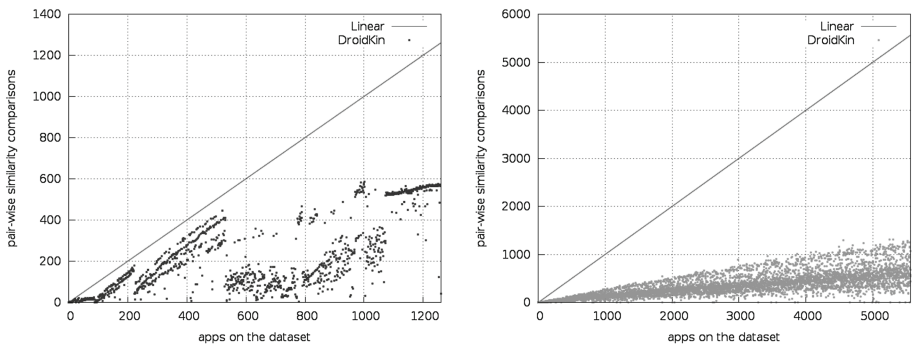 1400
1200
1000
800
600
400
200
0
pair-wise similarity comparisons
Linear
DroidKin
0 200 400 600 800 1000 1200
apps on the dataset
6000
5000
4000
3000
2000
1000
0
pair-wise similarity comparisons
Linear
DroidKin
0 1000 2000 3000 4000 5000
apps on the dataset